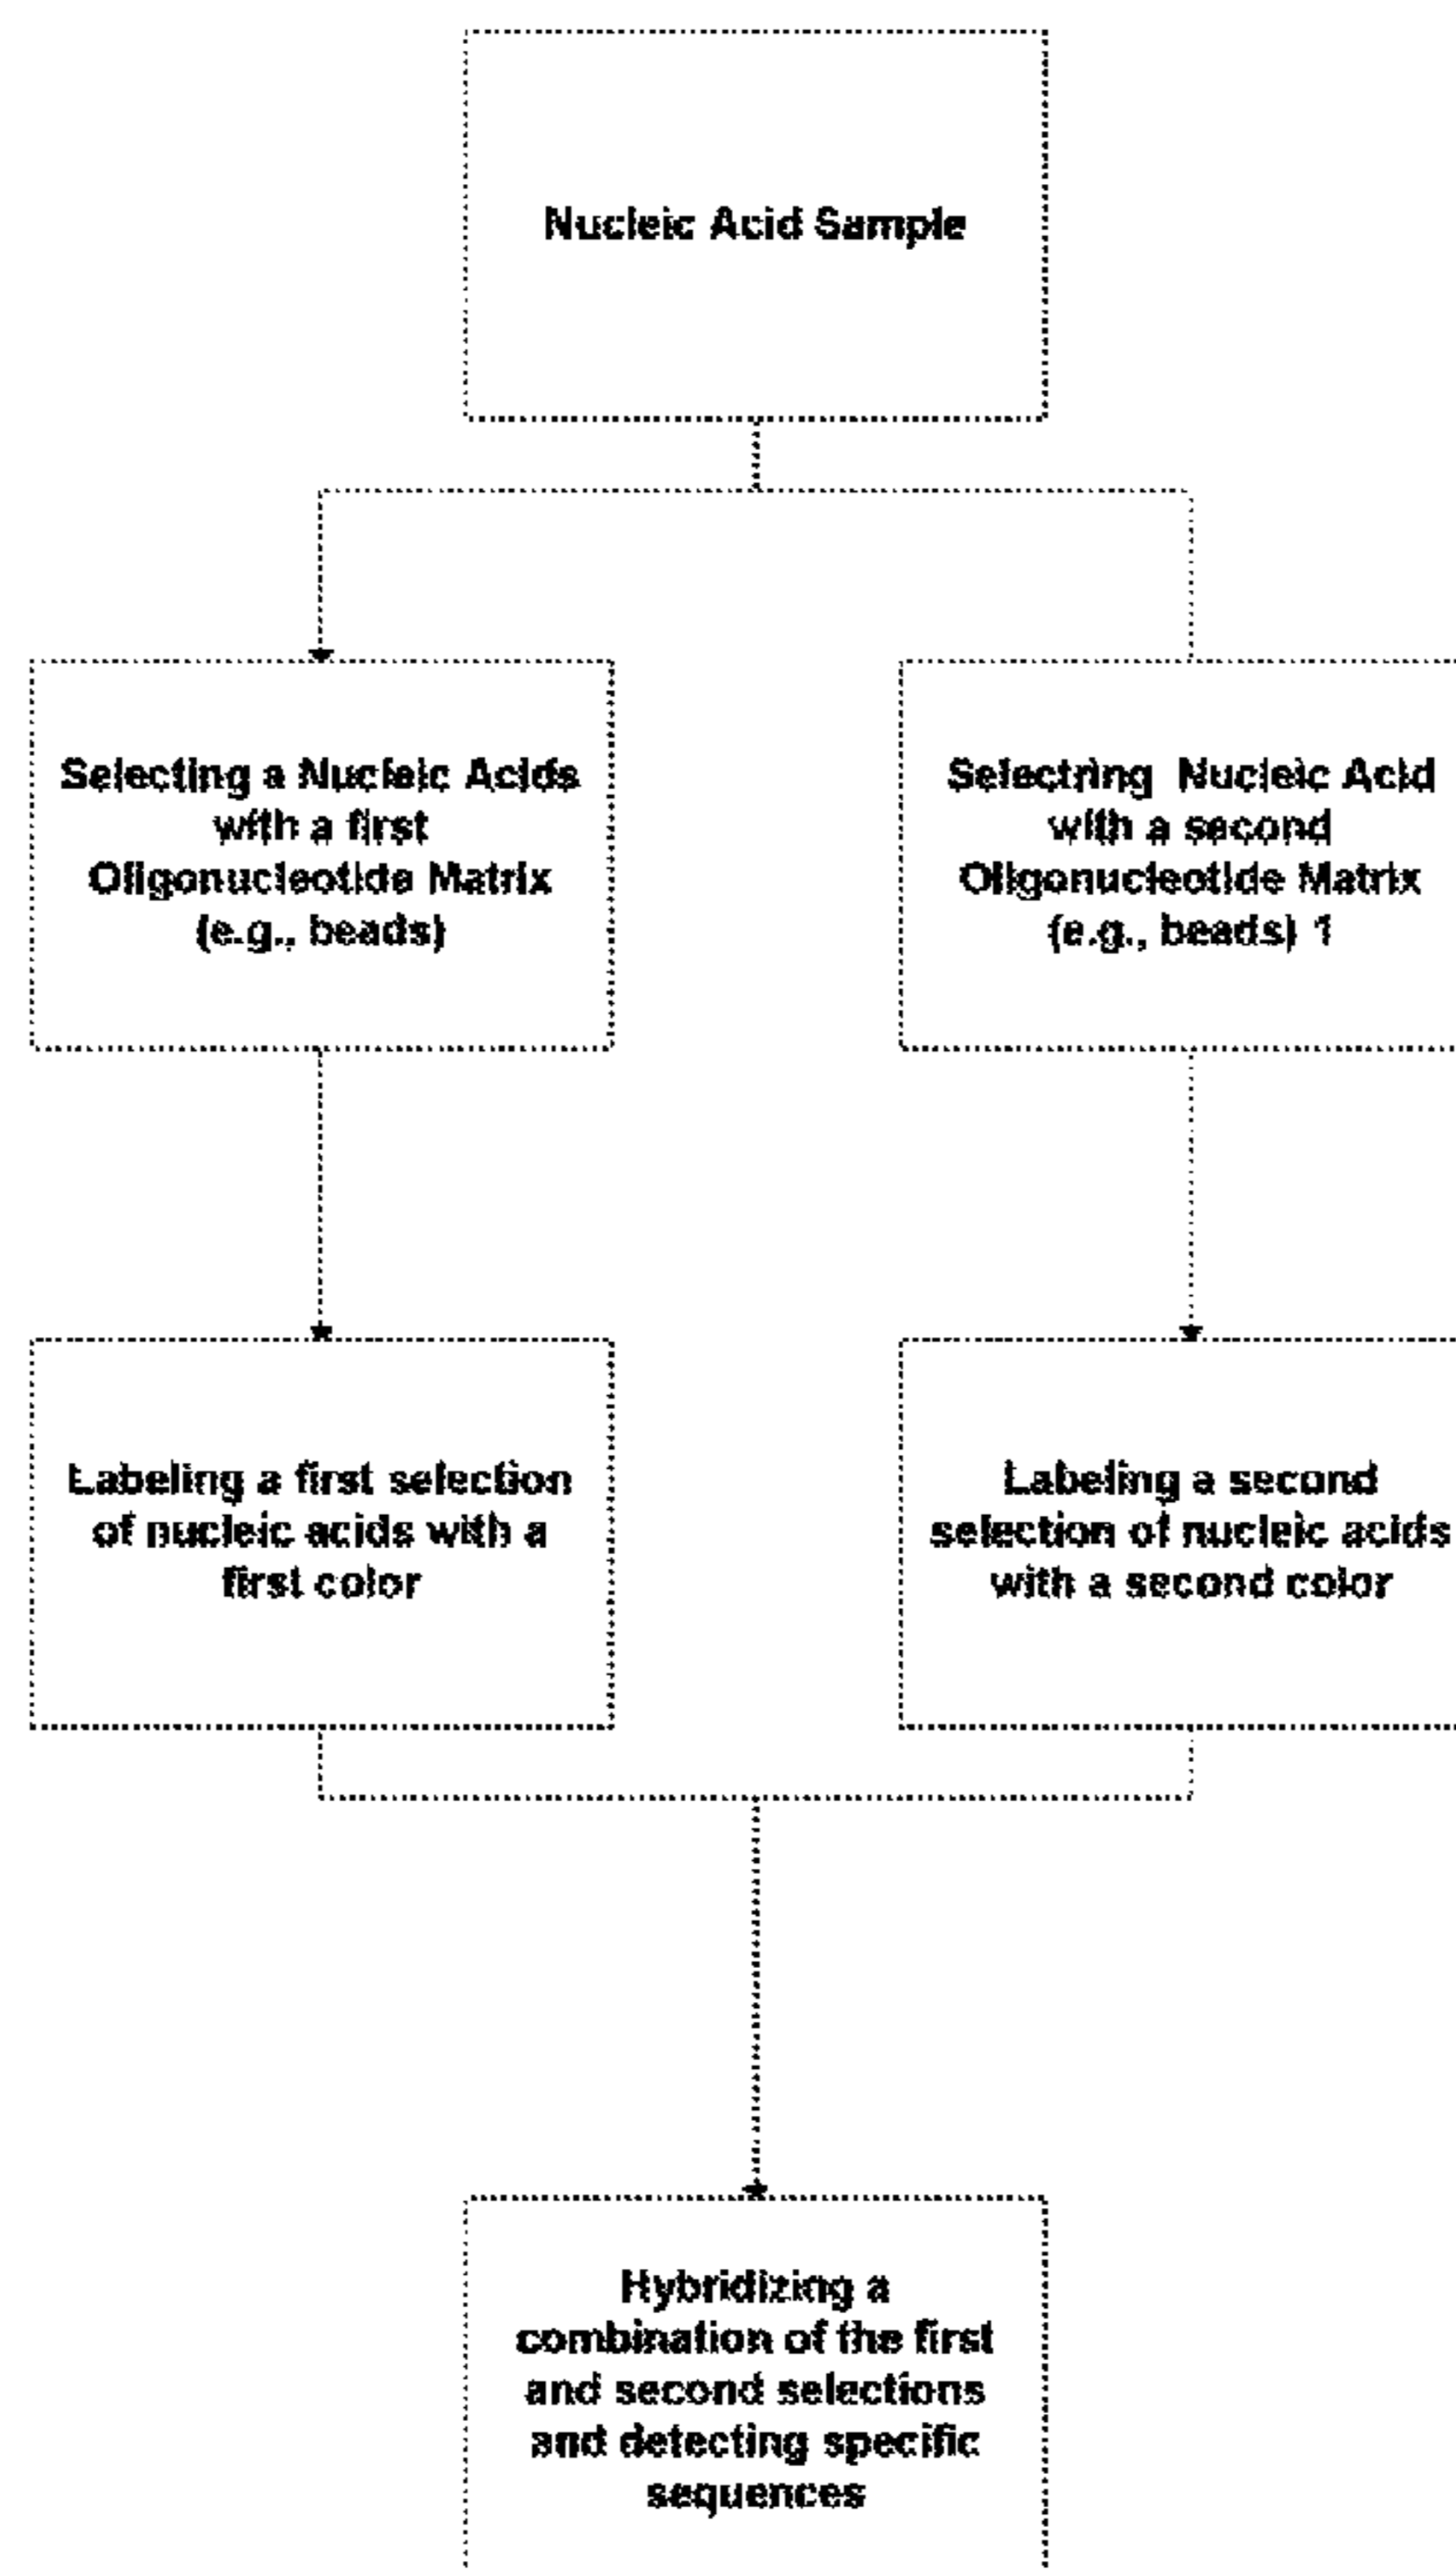 Nucleic Acid Sample
Selecting a Nucleic Acids
with a first
Oligonucleotide Matrix
(e.g., beads)
Selectning Nucleic Acid
with a second
Oligonucleotide Matrix
(e.g., beads) 1
Labeling a first selection
of nucleic acids with a
first color
Labeling a second
selection of nucleic acids
with a second color
Hybridizing a
combination of the first
and second selections
and detecting specific
sequences